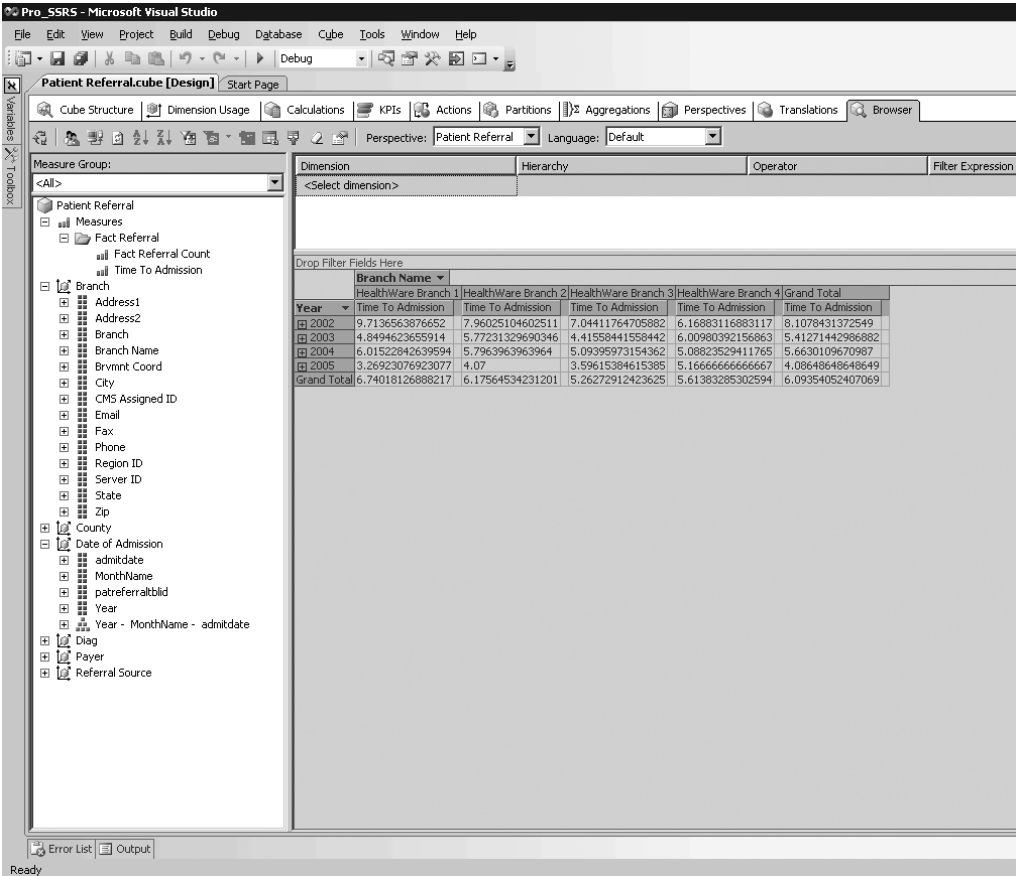 Pro_SSRS - Microsoft Visual Studio
File Edit View Project Build Debug Database Cube Tools Window Help
Debug
Patient Referral.cube [Design] Start Page
Cube Structure Dimension Usage Calculations KPIs Actions Partitions Aggregations Perspectives Translations Browser
Perspective: Patient Referral Language: Default
Variables
Toolbox
Measure Group:
<All>
Patient Referral
Measures
Fact Referral
Fact Referral Count
Time To Admission
Branch
Address1
Address2
Branch
Branch Name
Brvmnt Coord
City
CMS Assigned ID
Email
Fax
Phone
Region ID
Server ID
State
Zip
County
Date of Admission
admitdate
MonthName
patreferraltblid
Year
Year - MonthName - admitdate
Diag
Payer
Referral Source
Dimension Hierarchy Operator Filter Expression
<Select dimension>
Drop Filter Fields Here
Branch Name
HealthWare Branch 1 HealthWare Branch 2 HealthWare Branch 3 HealthWare Branch 4 Grand Total
Year Time To Admission Time To Admission Time To Admission Time To Admission Time To Admission
2002 9.7136563876652 7.96025104602511 7.04411764705882 6.16883116883117 8.1078431372549
2003 4.8494623655914 5.77231329690346 4.41558441558442 6.00980392156863 5.41271442986882
2004 6.01522842639594 5.7963963963964 5.09395973154362 5.08823529411765 5.6630109670987
2005 3.26923076923077 4.07 3.59615384615385 5.16666666666667 4.08648648648649
Grand Total 6.74018126888217 6.17564534231201 5.26272912423625 5.61383285302594 6.09354052407069
Error List Output
Ready